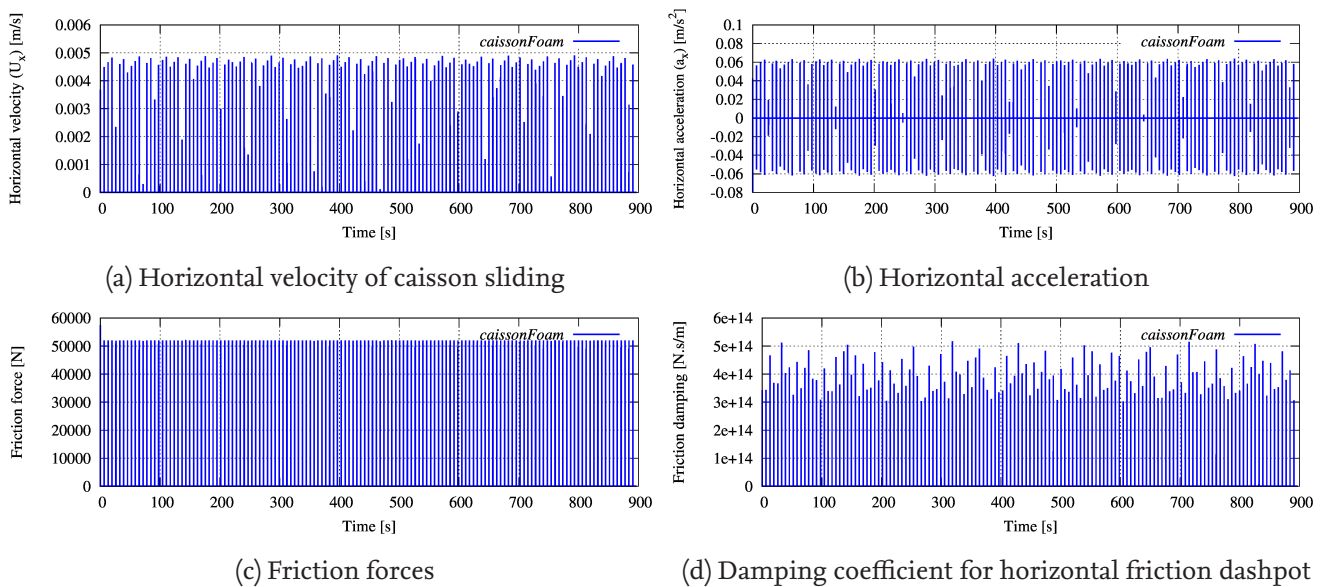 Horizontal velocity (Uₓ) [m/s]
0.006
0.005
0.004
0.003
0.002
0.001
0
caissonFoam
0 100 200 300 400 500 600 700 800 900
Time [s]
(a) Horizontal velocity of caisson sliding
Horizontal acceleration (aₓ) [m/s²]
0.1
0.08
0.06
0.04
0.02
0
-0.02
-0.04
-0.06
-0.08
caissonFoam
0 100 200 300 400 500 600 700 800 900
Time [s]
(b) Horizontal acceleration
Friction force [N]
60000
50000
40000
30000
20000
10000
0
caissonFoam
0 100 200 300 400 500 600 700 800 900
Time [s]
(c) Friction forces
Friction damping [N.s/m]
6e+14
5e+14
4e+14
3e+14
2e+14
1e+14
0
caissonFoam
0 100 200 300 400 500 600 700 800 900
Time [s]
(d) Damping coefficient for horizontal friction dashpot